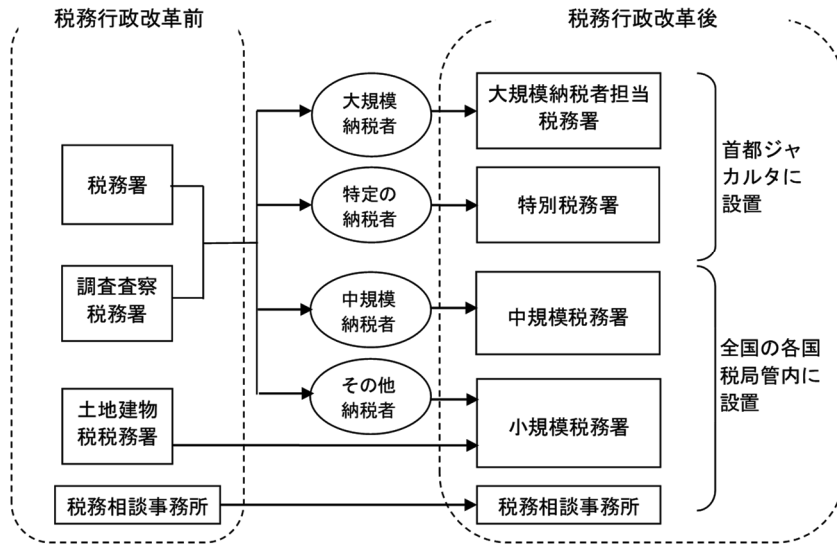 税務行政改革前
税務行政改革後
税務署
調査査察
税務署
土地建物
税税務署
税務相談事務所
大規模
納税者
特定の
納税者
中規模
納税者
その他
納税者
大規模納税者担当
税務署
特別税務署
中規模税務署
小規模税務署
税務相談事務所
首都ジャ
カルタに
設置
全国の各国
税局管内に
設置